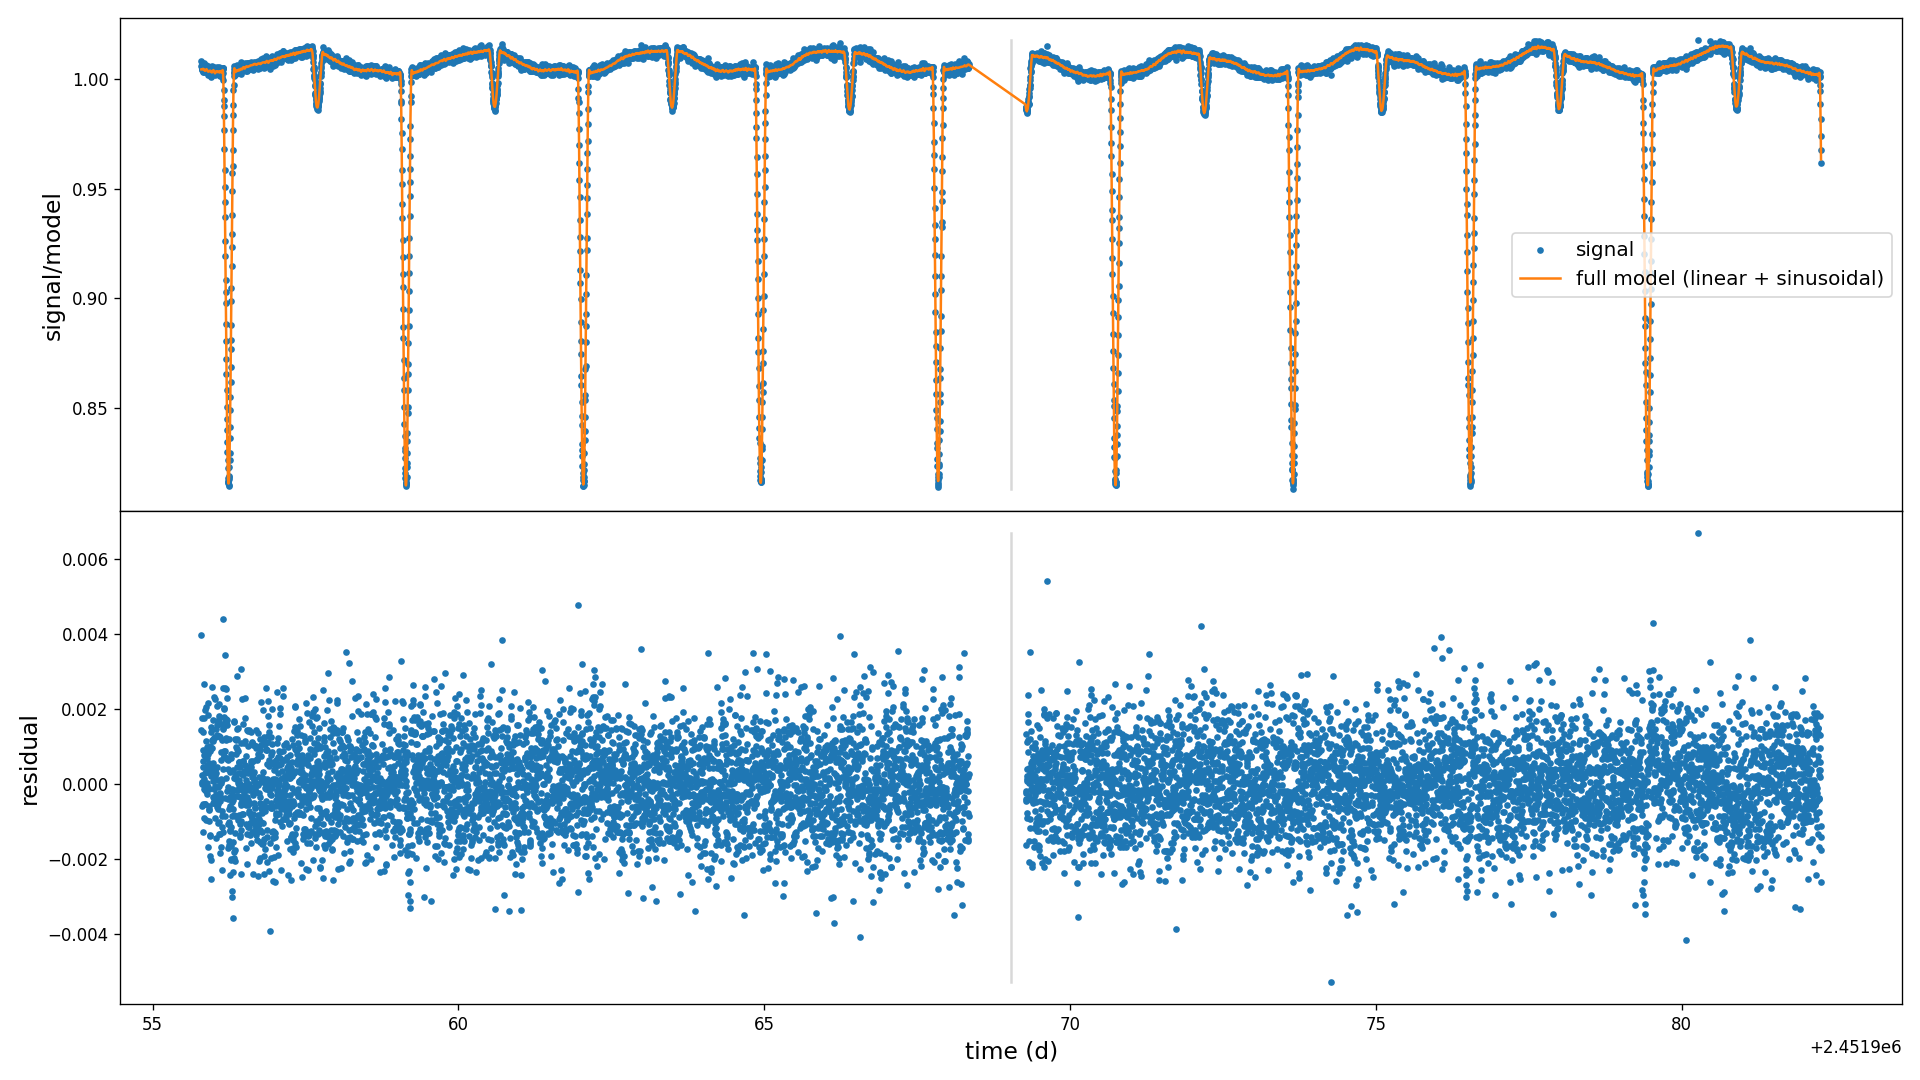 1.00
0.95
0.90
0.85
signal/model
signal
full model (linear + sinusoidal)
0.006
0.004
0.002
0.000
−0.002
−0.004
residual
55
60
65
70
75
80
time (d)
+2.4519e6